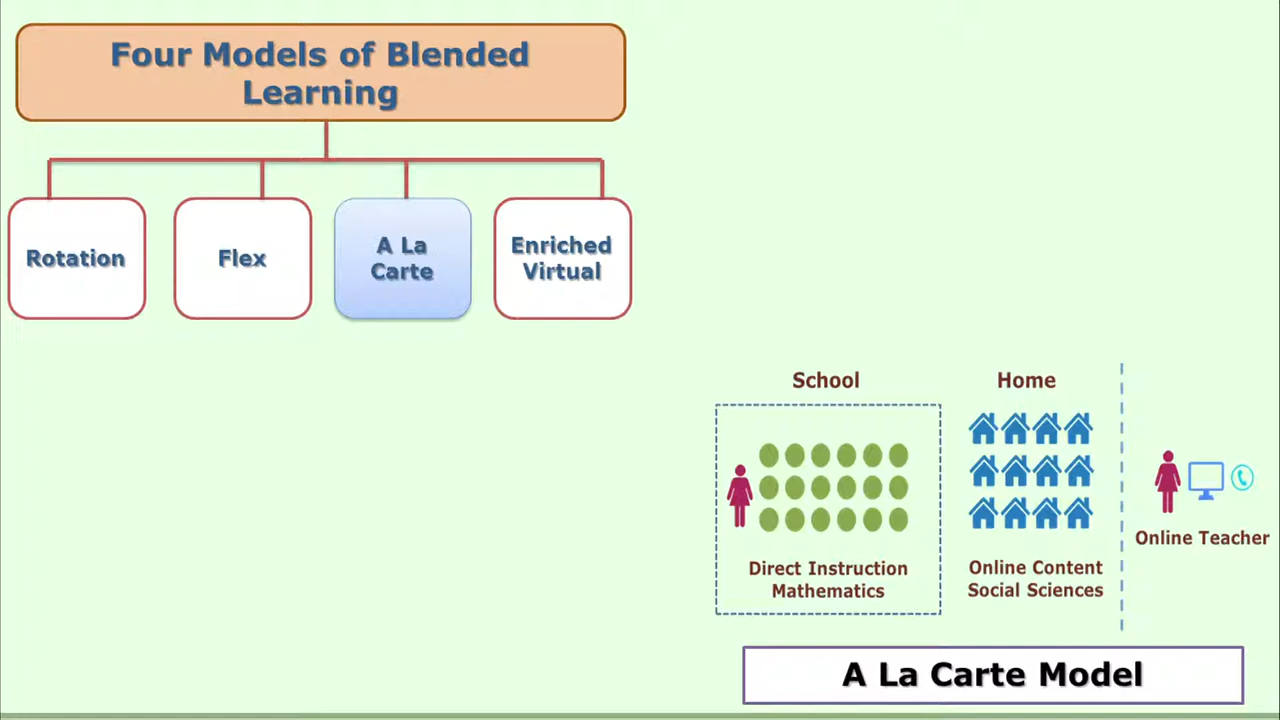 Four Models of Blended
Learning
Rotation
Flex
A La
Carte
Enriched
Virtual
School
Home
Direct Instruction
Mathematics
Online Content
Social Sciences
Online Teacher
A La Carte Model